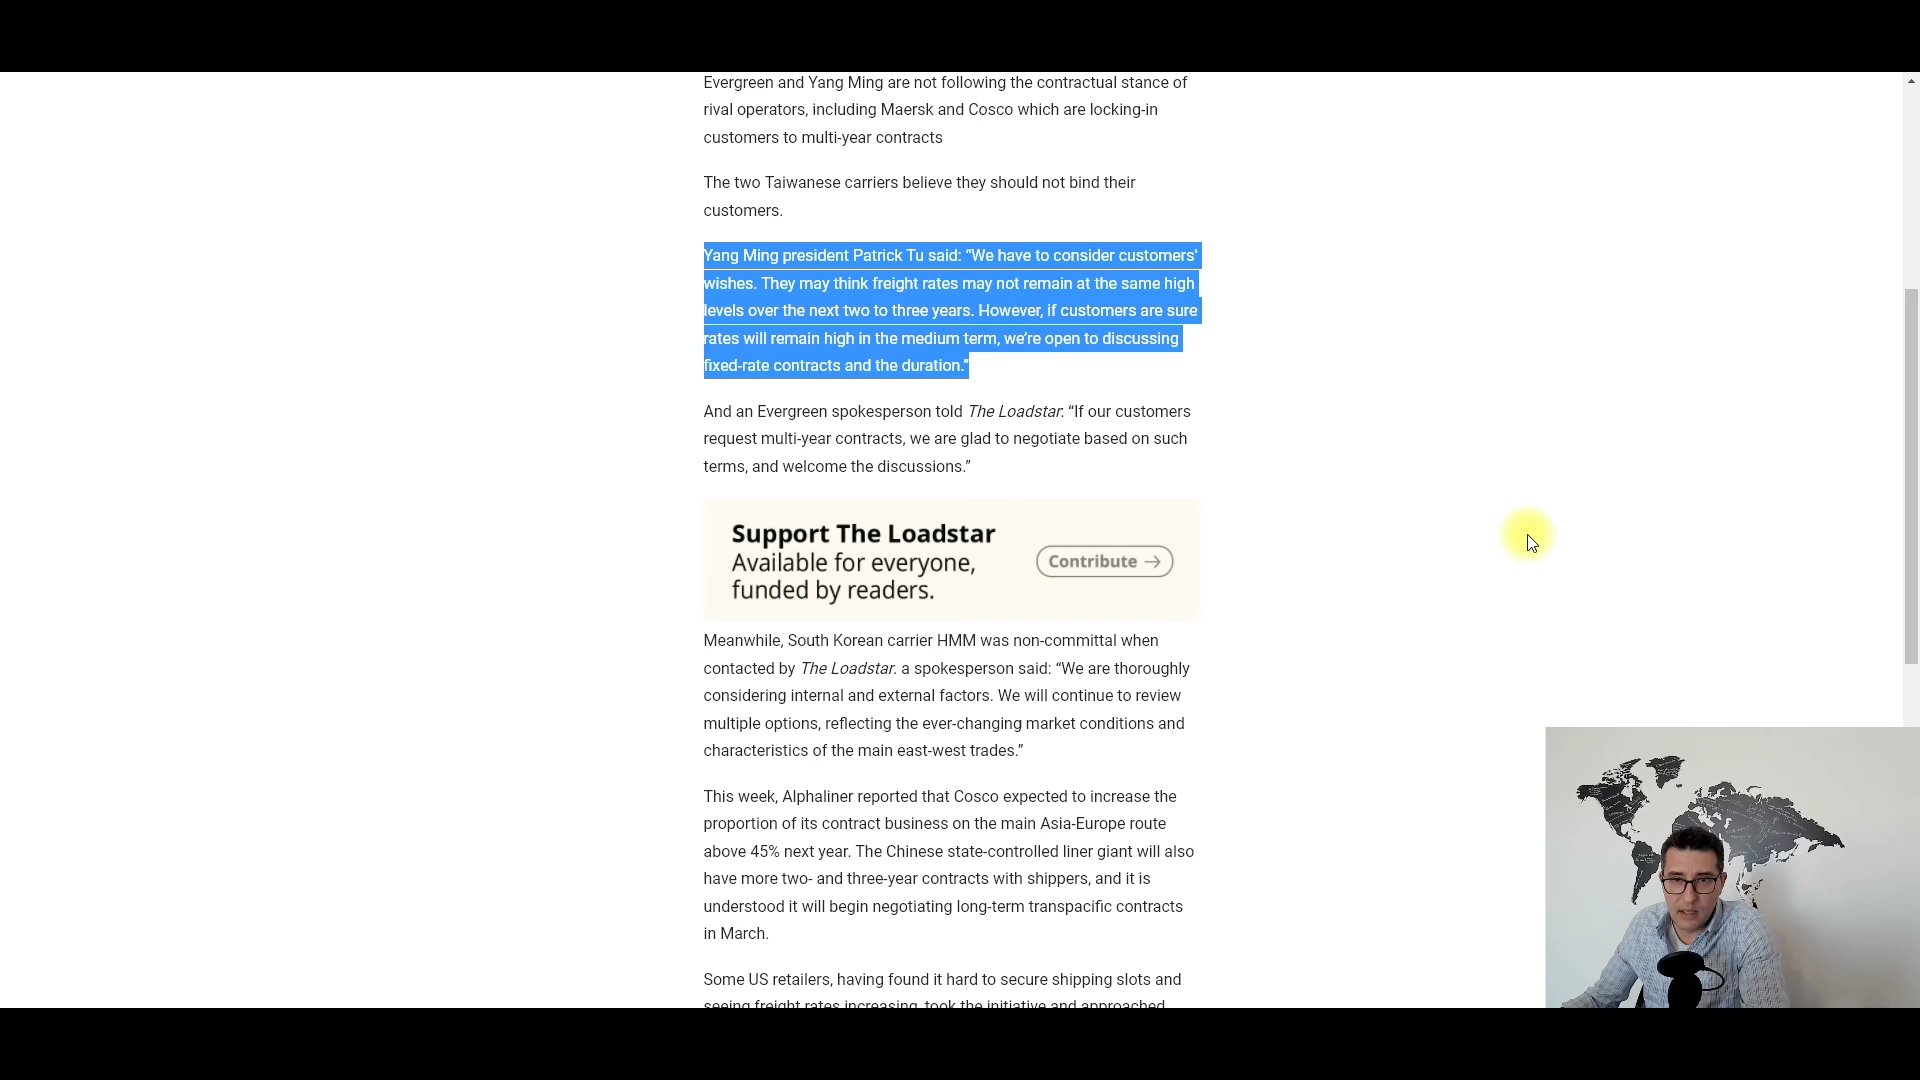 Evergreen and Yang Ming are not following the contractual stance of
rival operators, including Maersk and Cosco which are locking-in
customers to multi-year contracts
The two Taiwanese carriers believe they should not bind their
customers.
Yang Ming president Patrick Tu said: “We have to consider customers’
wishes. They may think freight rates may not remain at the same high
levels over the next two to three years. However, if customers are sure
rates will remain high in the medium term, we’re open to discussing
fixed-rate contracts and the duration.”
And an Evergreen spokesperson told The Loadstar: “If our customers
request multi-year contracts, we are glad to negotiate based on such
terms, and welcome the discussions.”
Support The Loadstar
Available for everyone,
funded by readers.
Contribute →
Meanwhile, South Korean carrier HMM was non-committal when
contacted by The Loadstar. a spokesperson said: “We are thoroughly
considering internal and external factors. We will continue to review
multiple options, reflecting the ever-changing market conditions and
characteristics of the main east-west trades.”
This week, Alphaliner reported that Cosco expected to increase the
proportion of its contract business on the main Asia-Europe route
above 45% next year. The Chinese state-controlled liner giant will also
have more two- and three-year contracts with shippers, and it is
understood it will begin negotiating long-term transpacific contracts
in March.
Some US retailers, having found it hard to secure shipping slots and
seeing freight rates increasing, took the initiative and approached